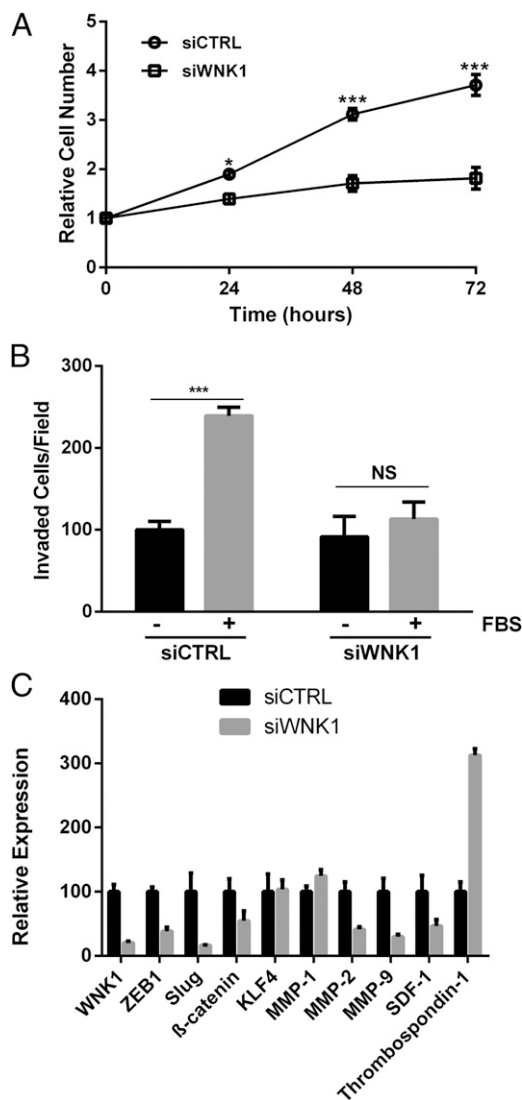 A
siCTRL
siWNK1
Relative Cell Number
5
4
3
2
1
0
*
***
***
0 24 48 72
Time (hours)
B
Invaded Cells/Field
300
200
100
0
***
NS
- + - + FBS
siCTRL siWNK1
C
siCTRL
siWNK1
Relative Expression
400
300
200
100
0
WNK1
ZEB1
Slug
ß-catenin
KLF4
MMP-1
MMP-2
MMP-9
SDF-1
Thrombospondin-1